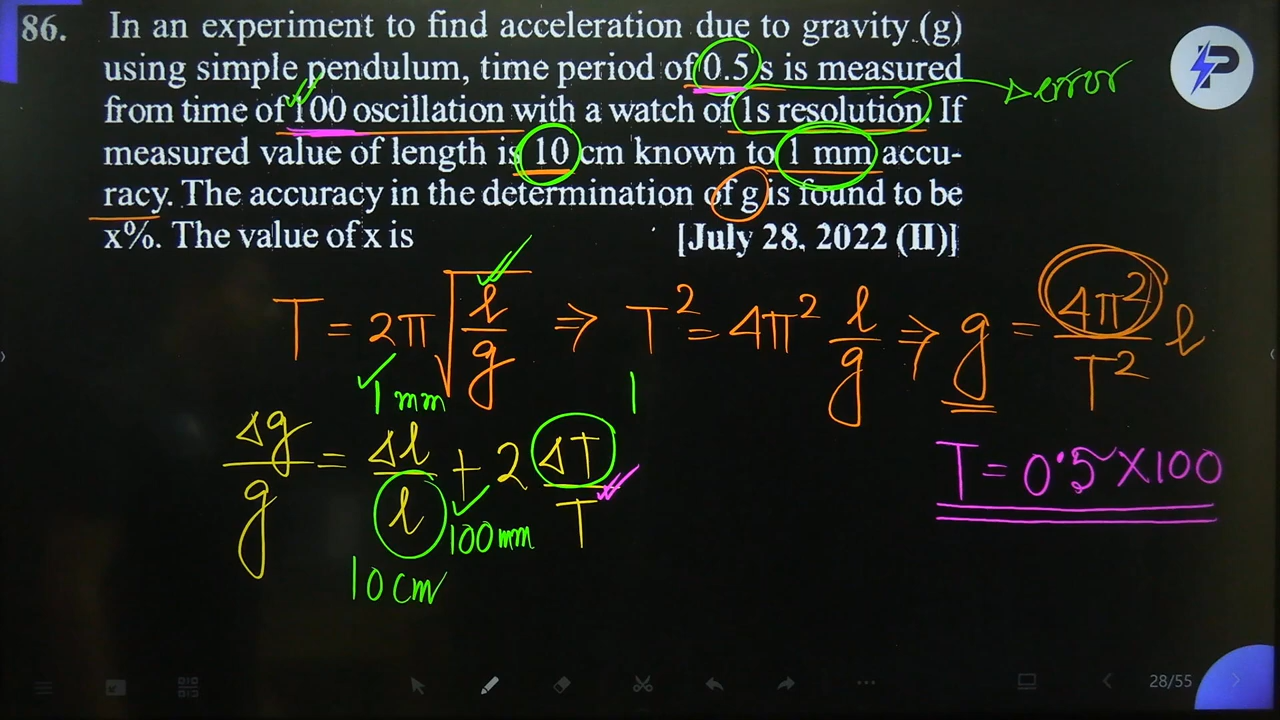 86. In an experiment to find acceleration due to gravity (g)
using simple pendulum, time period of 0.5 s is measured
from time of 100 oscillation with a watch of 1s resolution. If
measured value of length is 10 cm known to 1 mm accu-
racy. The accuracy in the determination of g is found to be
x%. The value of x is [July 28, 2022 (II)]
→ error
T = 2π√(l/g) ⇒ T² = 4π² l/g ⇒ g = 4π²/T² l
1 mm 1
Δg/g = Δl/l + 2 ΔT/T
T = 0.5 × 100
100 mm
10 cm
28/55